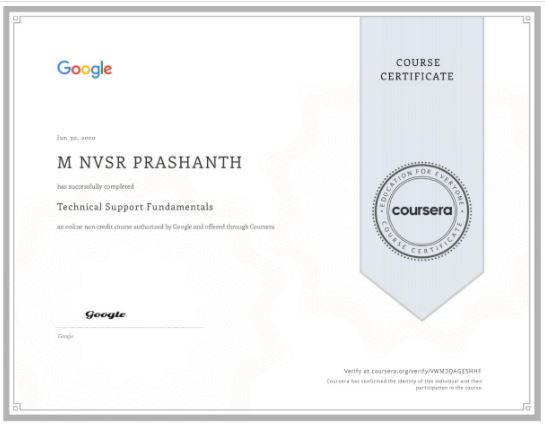 Google
COURSE
CERTIFICATE
Jun 30, 2020
M NVSR PRASHANTH
has successfully completed
Technical Support Fundamentals
an online non-credit course authorized by Google and offered through Coursera
EDUCATION FOR EVERYONE
coursera
COURSE CERTIFICATE
Google
Google
Verify at coursera.org/verify/VWM3QAGESHHF
Coursera has confirmed the identity of this individual and their
participation in the course.